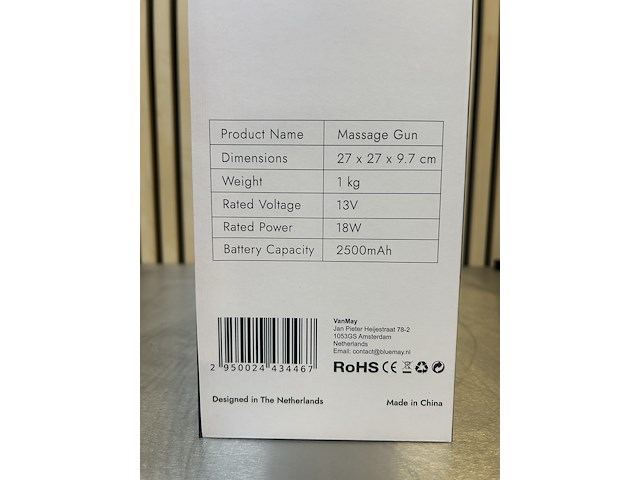 Product Name Massage Gun
Dimensions 27 x 27 x 9.7 cm
Weight 1 kg
Rated Voltage 13V
Rated Power 18W
Battery Capacity 2500mAh
VanMay
Jan Pieter Heijestraat 78-2
1053GS Amsterdam
Netherlands
Email: contact@bluemay.nl
2 950024 434467
RoHS CE
Designed in The Netherlands
Made in China